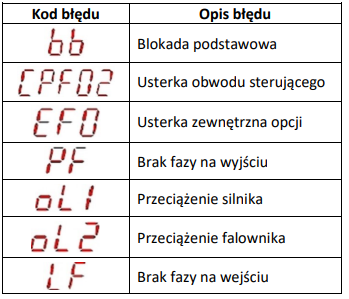 Kod błędu Opis błędu
bb Blokada podstawowa
CPF02 Usterka obwodu sterującego
EF0 Usterka zewnętrzna opcji
PF Brak fazy na wyjściu
oL1 Przeciążenie silnika
oL2 Przeciążenie falownika
LF Brak fazy na wejściu